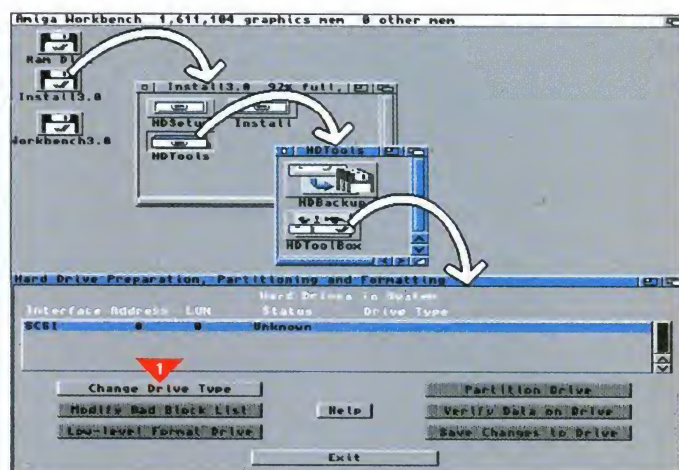 Amiga Workbench 1,611,104 graphics mem 0 other mem
Ram Di
Install3.0
Workbench3.0
Install3.0 97% full,
HDSetu
Install
HDTools
HDTools
HDBackup
HDToolBox
Hard Drive Preparation, Partitioning and Formatting
Hard Drives in System
Interface Address LUN Status Drive Type
SCSI 0 0 Unknown
1
Change Drive Type
Partition Drive
Modify Bad Block List
Help
Verify Data on Drive
Low-level Format Drive
Save Changes to Drive
Exit